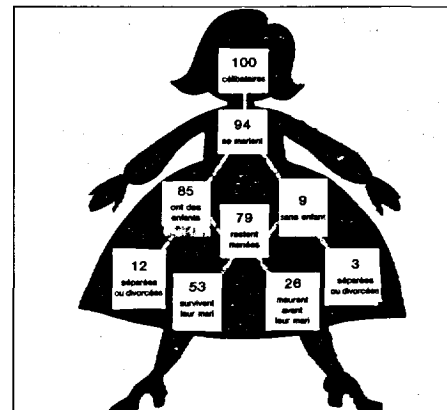 100
célibataires
94
se marient
85
ont des
enfants
9
sans enfant
79
restent
mariées
12
séparées
ou divorcées
53
survivent
leur mari
26
meurent
avant
leur mari
3
séparées
ou divorcées